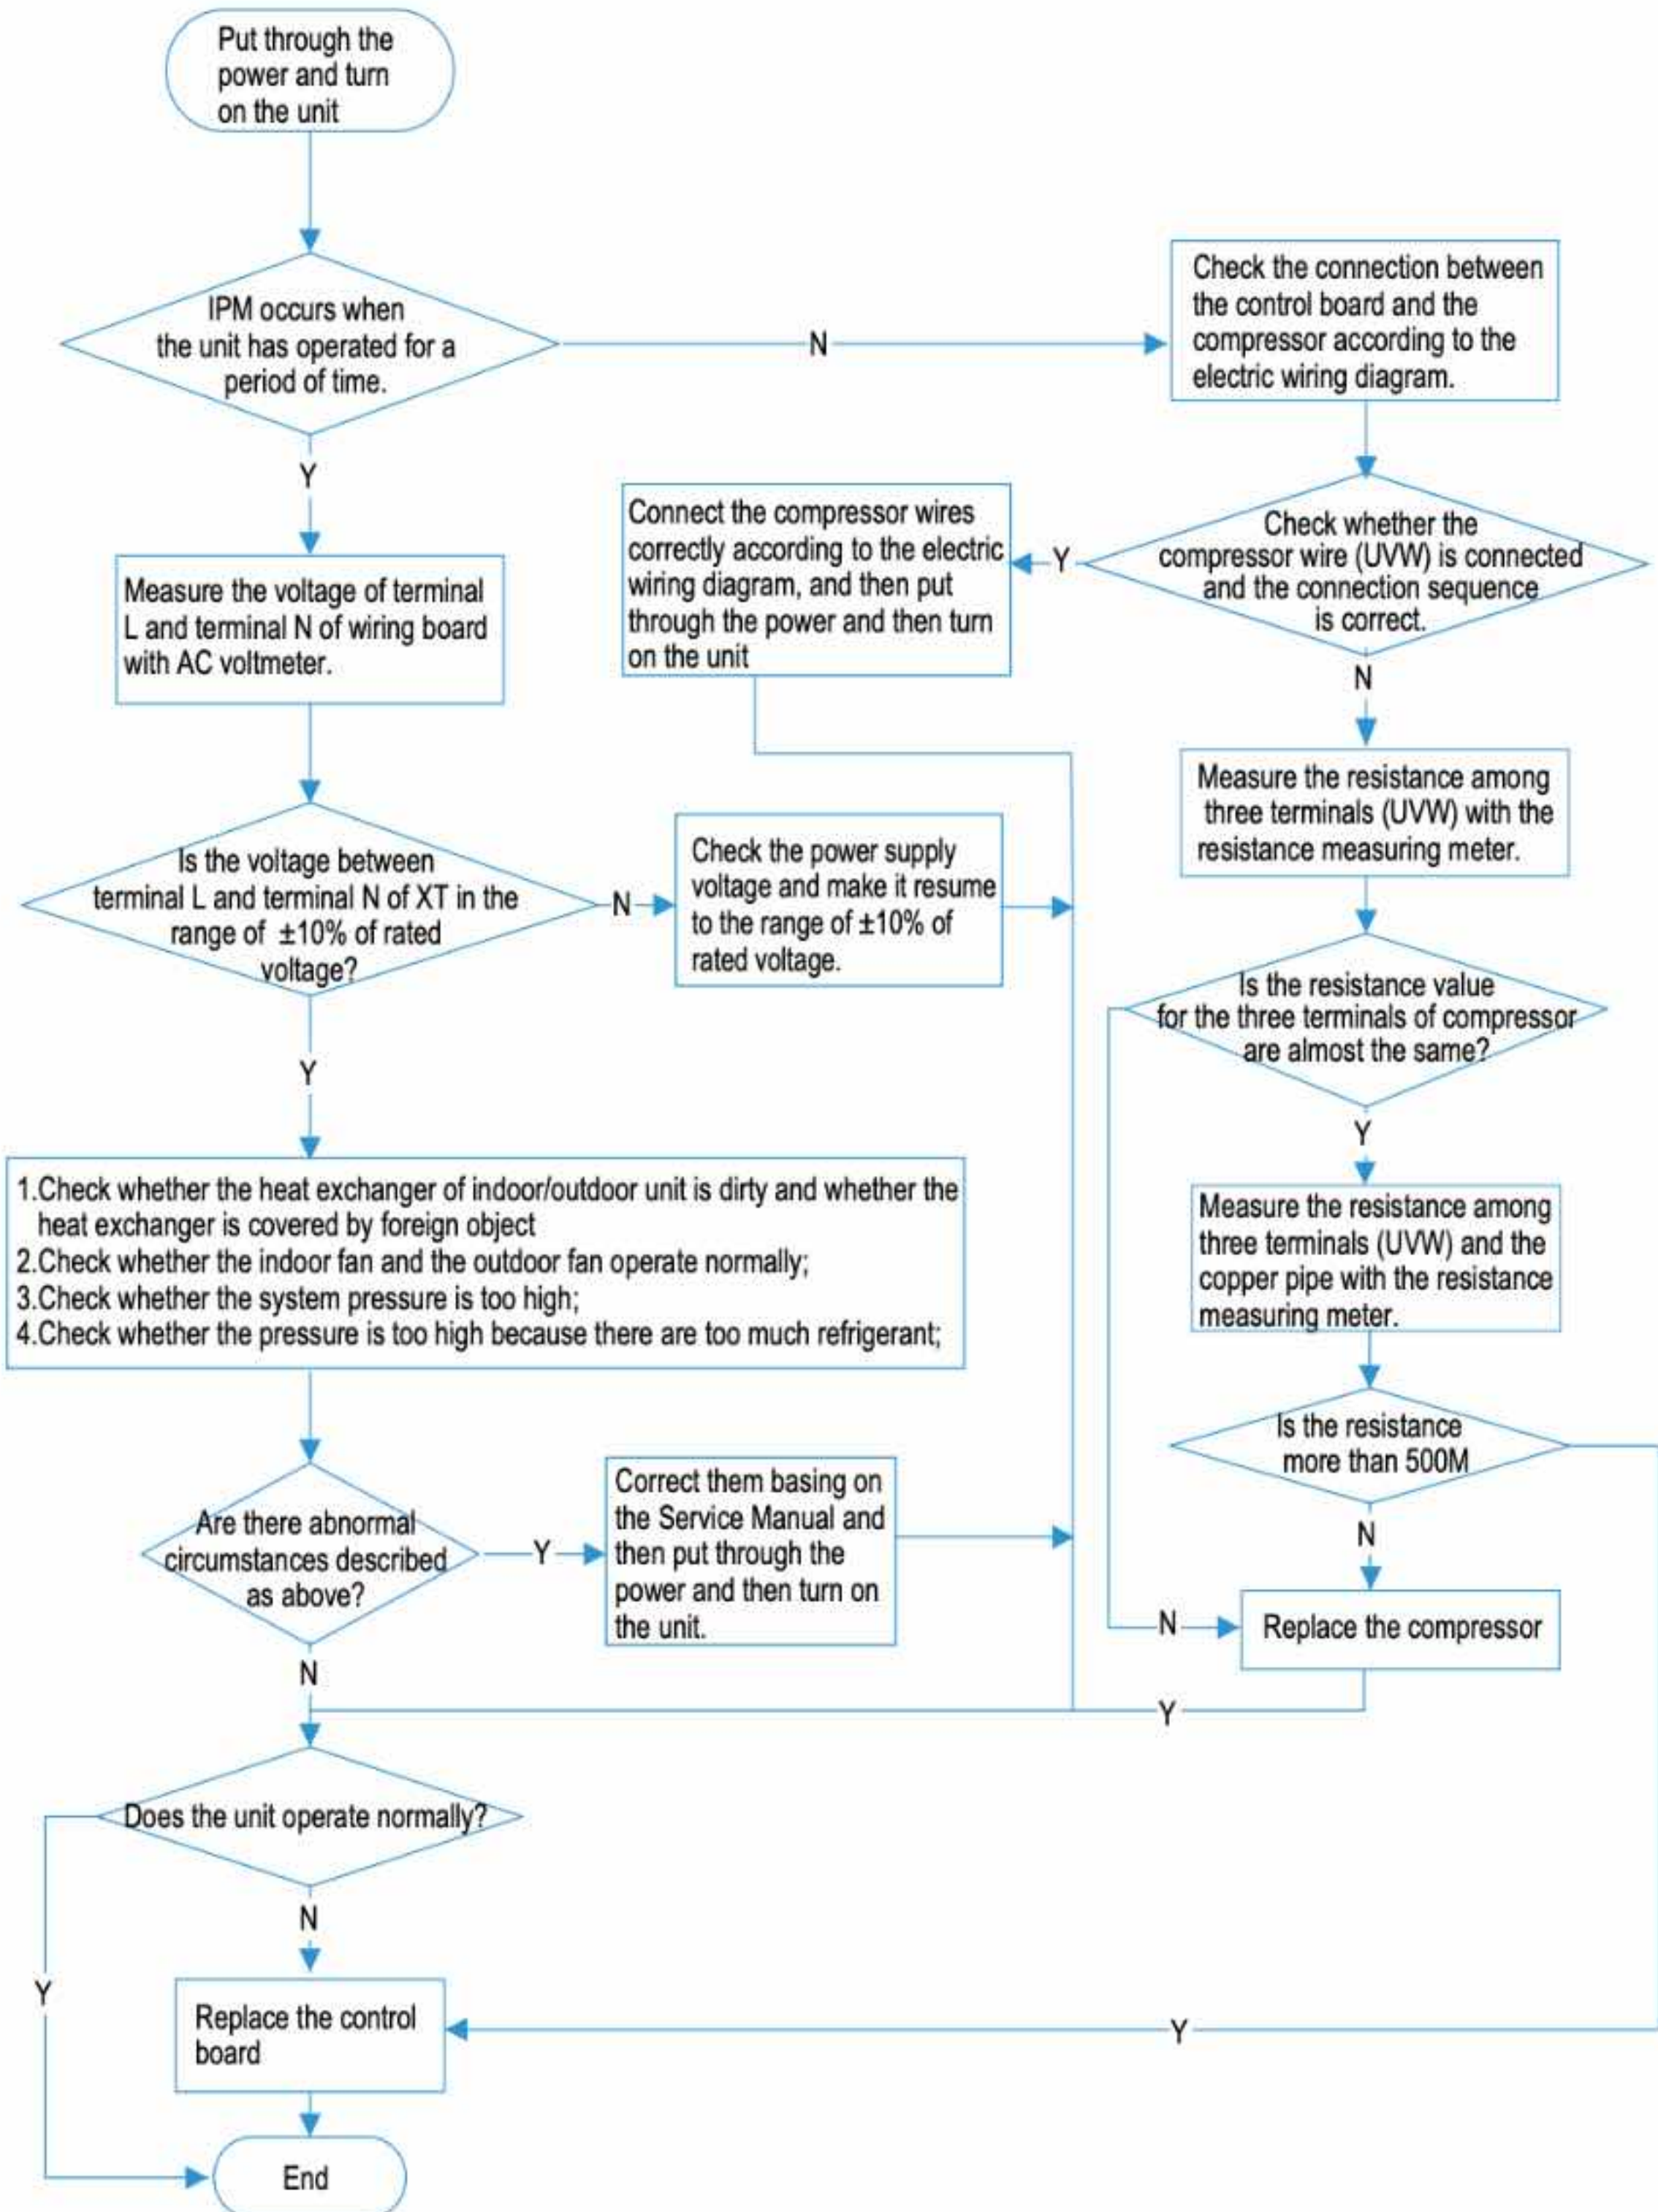 Put through the
power and turn
on the unit
IPM occurs when
the unit has operated for a
period of time.
N
Check the connection between
the control board and the
compressor according to the
electric wiring diagram.
Y
Measure the voltage of terminal
L and terminal N of wiring board
with AC voltmeter.
Connect the compressor wires
correctly according to the electric
wiring diagram, and then put
through the power and then turn
on the unit
Y
Check whether the
compressor wire (UVW) is connected
and the connection sequence
is correct.
N
Measure the resistance among
three terminals (UVW) with the
resistance measuring meter.
Is the voltage between
terminal L and terminal N of XT in the
range of ±10% of rated
voltage?
N
Check the power supply
voltage and make it resume
to the range of ±10% of
rated voltage.
Is the resistance value
for the three terminals of compressor
are almost the same?
Y
Y
1.Check whether the heat exchanger of indoor/outdoor unit is dirty and whether the
heat exchanger is covered by foreign object
2.Check whether the indoor fan and the outdoor fan operate normally;
3.Check whether the system pressure is too high;
4.Check whether the pressure is too high because there are too much refrigerant;
Measure the resistance among
three terminals (UVW) and the
copper pipe with the resistance
measuring meter.
Is the resistance
more than 500M
Are there abnormal
circumstances described
as above?
Y
Correct them basing on
the Service Manual and
then put through the
power and then turn on
the unit.
N
N
Replace the compressor
N
Y
Does the unit operate normally?
N
Y
Replace the control
board
Y
End